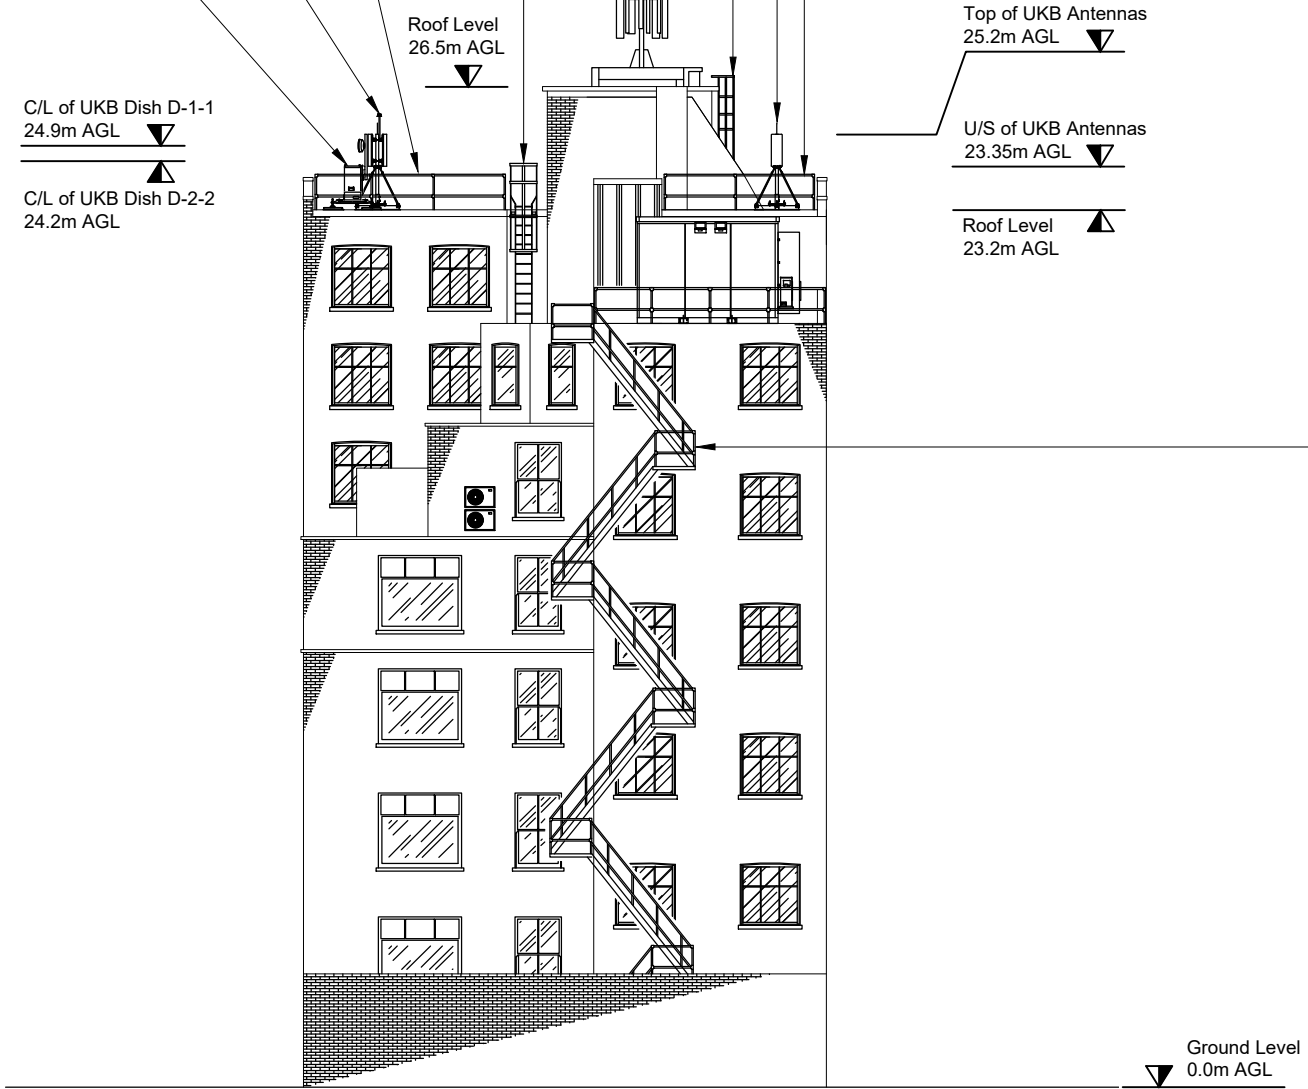 Roof Level
26.5m AGL
Top of UKB Antennas
25.2m AGL
C/L of UKB Dish D-1-1
24.9m AGL
C/L of UKB Dish D-2-2
24.2m AGL
U/S of UKB Antennas
23.35m AGL
Roof Level
23.2m AGL
Ground Level
0.0m AGL